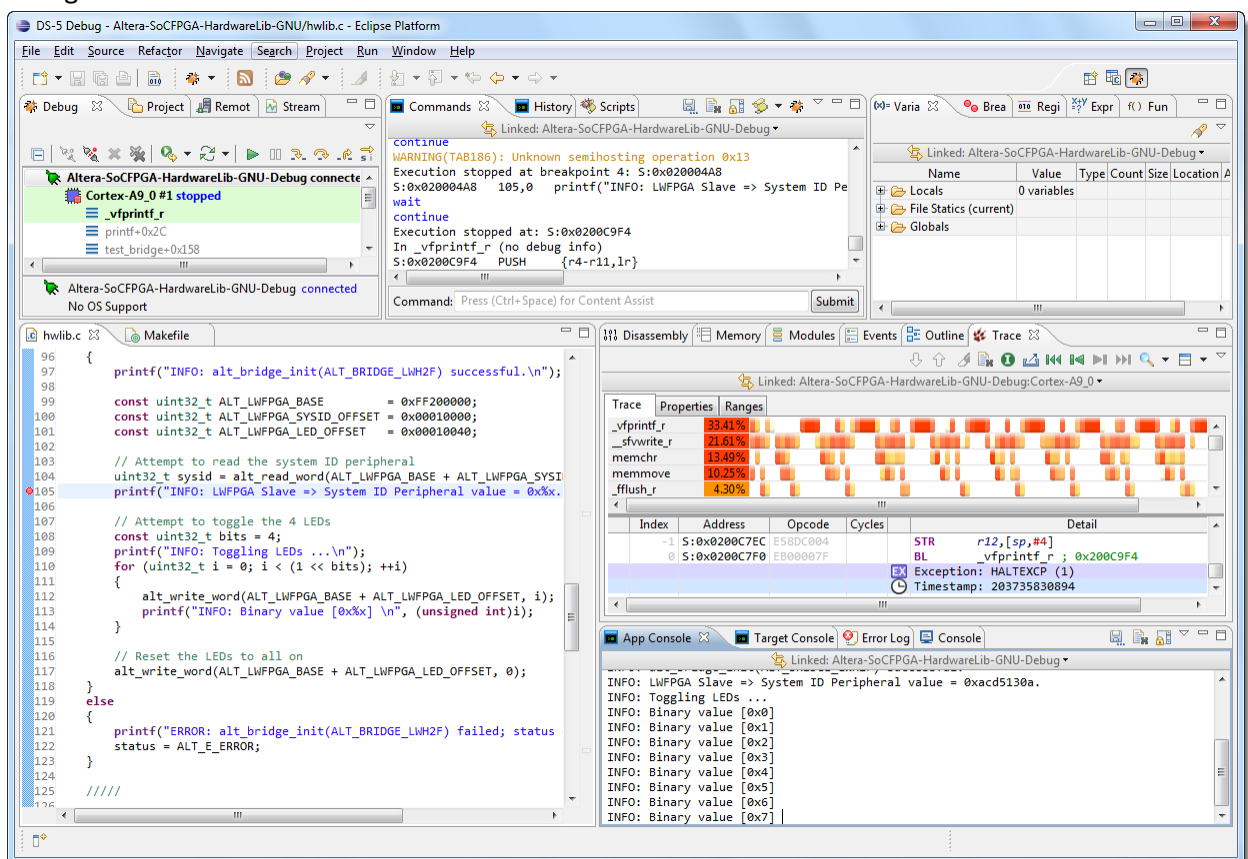 DS-5 Debug - Altera-SoCFPGA-HardwareLib-GNU/hwlib.c - Eclipse Platform
File Edit Source Refactor Navigate Search Project Run Window Help
Debug Project Remot Stream
Altera-SoCFPGA-HardwareLib-GNU-Debug connecte
Cortex-A9_0 #1 stopped
_vfprintf_r
printf+0x2C
test_bridge+0x158
Altera-SoCFPGA-HardwareLib-GNU-Debug connected
No OS Support
Commands History Scripts
Linked: Altera-SoCFPGA-HardwareLib-GNU-Debug
continue
WARNING(TAB186): Unknown semihosting operation 0x13
Execution stopped at breakpoint 4: S:0x020004A8
S:0x020004A8 105,0 printf("INFO: LWFPGA Slave => System ID Pe
wait
continue
Execution stopped at: S:0x0200C9F4
In _vfprintf_r (no debug info)
S:0x0200C9F4 PUSH {r4-r11,lr}
Command: Press (Ctrl+Space) for Content Assist Submit
(x)= Varia Brea 010 Regi X+Y Expr f() Fun
Linked: Altera-SoCFPGA-HardwareLib-GNU-Debug
Name Value Type Count Size Location A
Locals 0 variables
File Statics (current)
Globals
hwlib.c Makefile
96 {
97 printf("INFO: alt_bridge_init(ALT_BRIDGE_LWH2F) successful.\n");
98
99 const uint32_t ALT_LWFPGA_BASE = 0xFF200000;
100 const uint32_t ALT_LWFPGA_SYSID_OFFSET = 0x00010000;
101 const uint32_t ALT_LWFPGA_LED_OFFSET = 0x00010040;
102
103 // Attempt to read the system ID peripheral
104 uint32_t sysid = alt_read_word(ALT_LWFPGA_BASE + ALT_LWFPGA_SYSI
105 printf("INFO: LWFPGA Slave => System ID Peripheral value = 0x%x.
106
107 // Attempt to toggle the 4 LEDs
108 const uint32_t bits = 4;
109 printf("INFO: Toggling LEDs ...\n");
110 for (uint32_t i = 0; i < (1 << bits); ++i)
111 {
112 alt_write_word(ALT_LWFPGA_BASE + ALT_LWFPGA_LED_OFFSET, i);
113 printf("INFO: Binary value [0x%x] \n", (unsigned int)i);
114 }
115
116 // Reset the LEDs to all on
117 alt_write_word(ALT_LWFPGA_BASE + ALT_LWFPGA_LED_OFFSET, 0);
118 }
119 else
120 {
121 printf("ERROR: alt_bridge_init(ALT_BRIDGE_LWH2F) failed; status
122 status = ALT_E_ERROR;
123 }
124
125 /////
126
Disassembly Memory Modules Events Outline Trace
Linked: Altera-SoCFPGA-HardwareLib-GNU-Debug:Cortex-A9_0
Trace Properties Ranges
_vfprintf_r 33.41%
__sfvwrite_r 21.61%
memchr 13.49%
memmove 10.25%
_fflush_r 4.30%
Index Address Opcode Cycles Detail
-1 S:0x0200C7EC E58DC004 STR r12,[sp,#4]
0 S:0x0200C7F0 EB00007F BL _vfprintf_r ; 0x200C9F4
EX Exception: HALTEXCP (1)
Timestamp: 203735830894
App Console Target Console Error Log Console
Linked: Altera-SoCFPGA-HardwareLib-GNU-Debug
INFO: LWFPGA Slave => System ID Peripheral value = 0xacd5130a.
INFO: Toggling LEDs ...
INFO: Binary value [0x0]
INFO: Binary value [0x1]
INFO: Binary value [0x2]
INFO: Binary value [0x3]
INFO: Binary value [0x4]
INFO: Binary value [0x5]
INFO: Binary value [0x6]
INFO: Binary value [0x7]